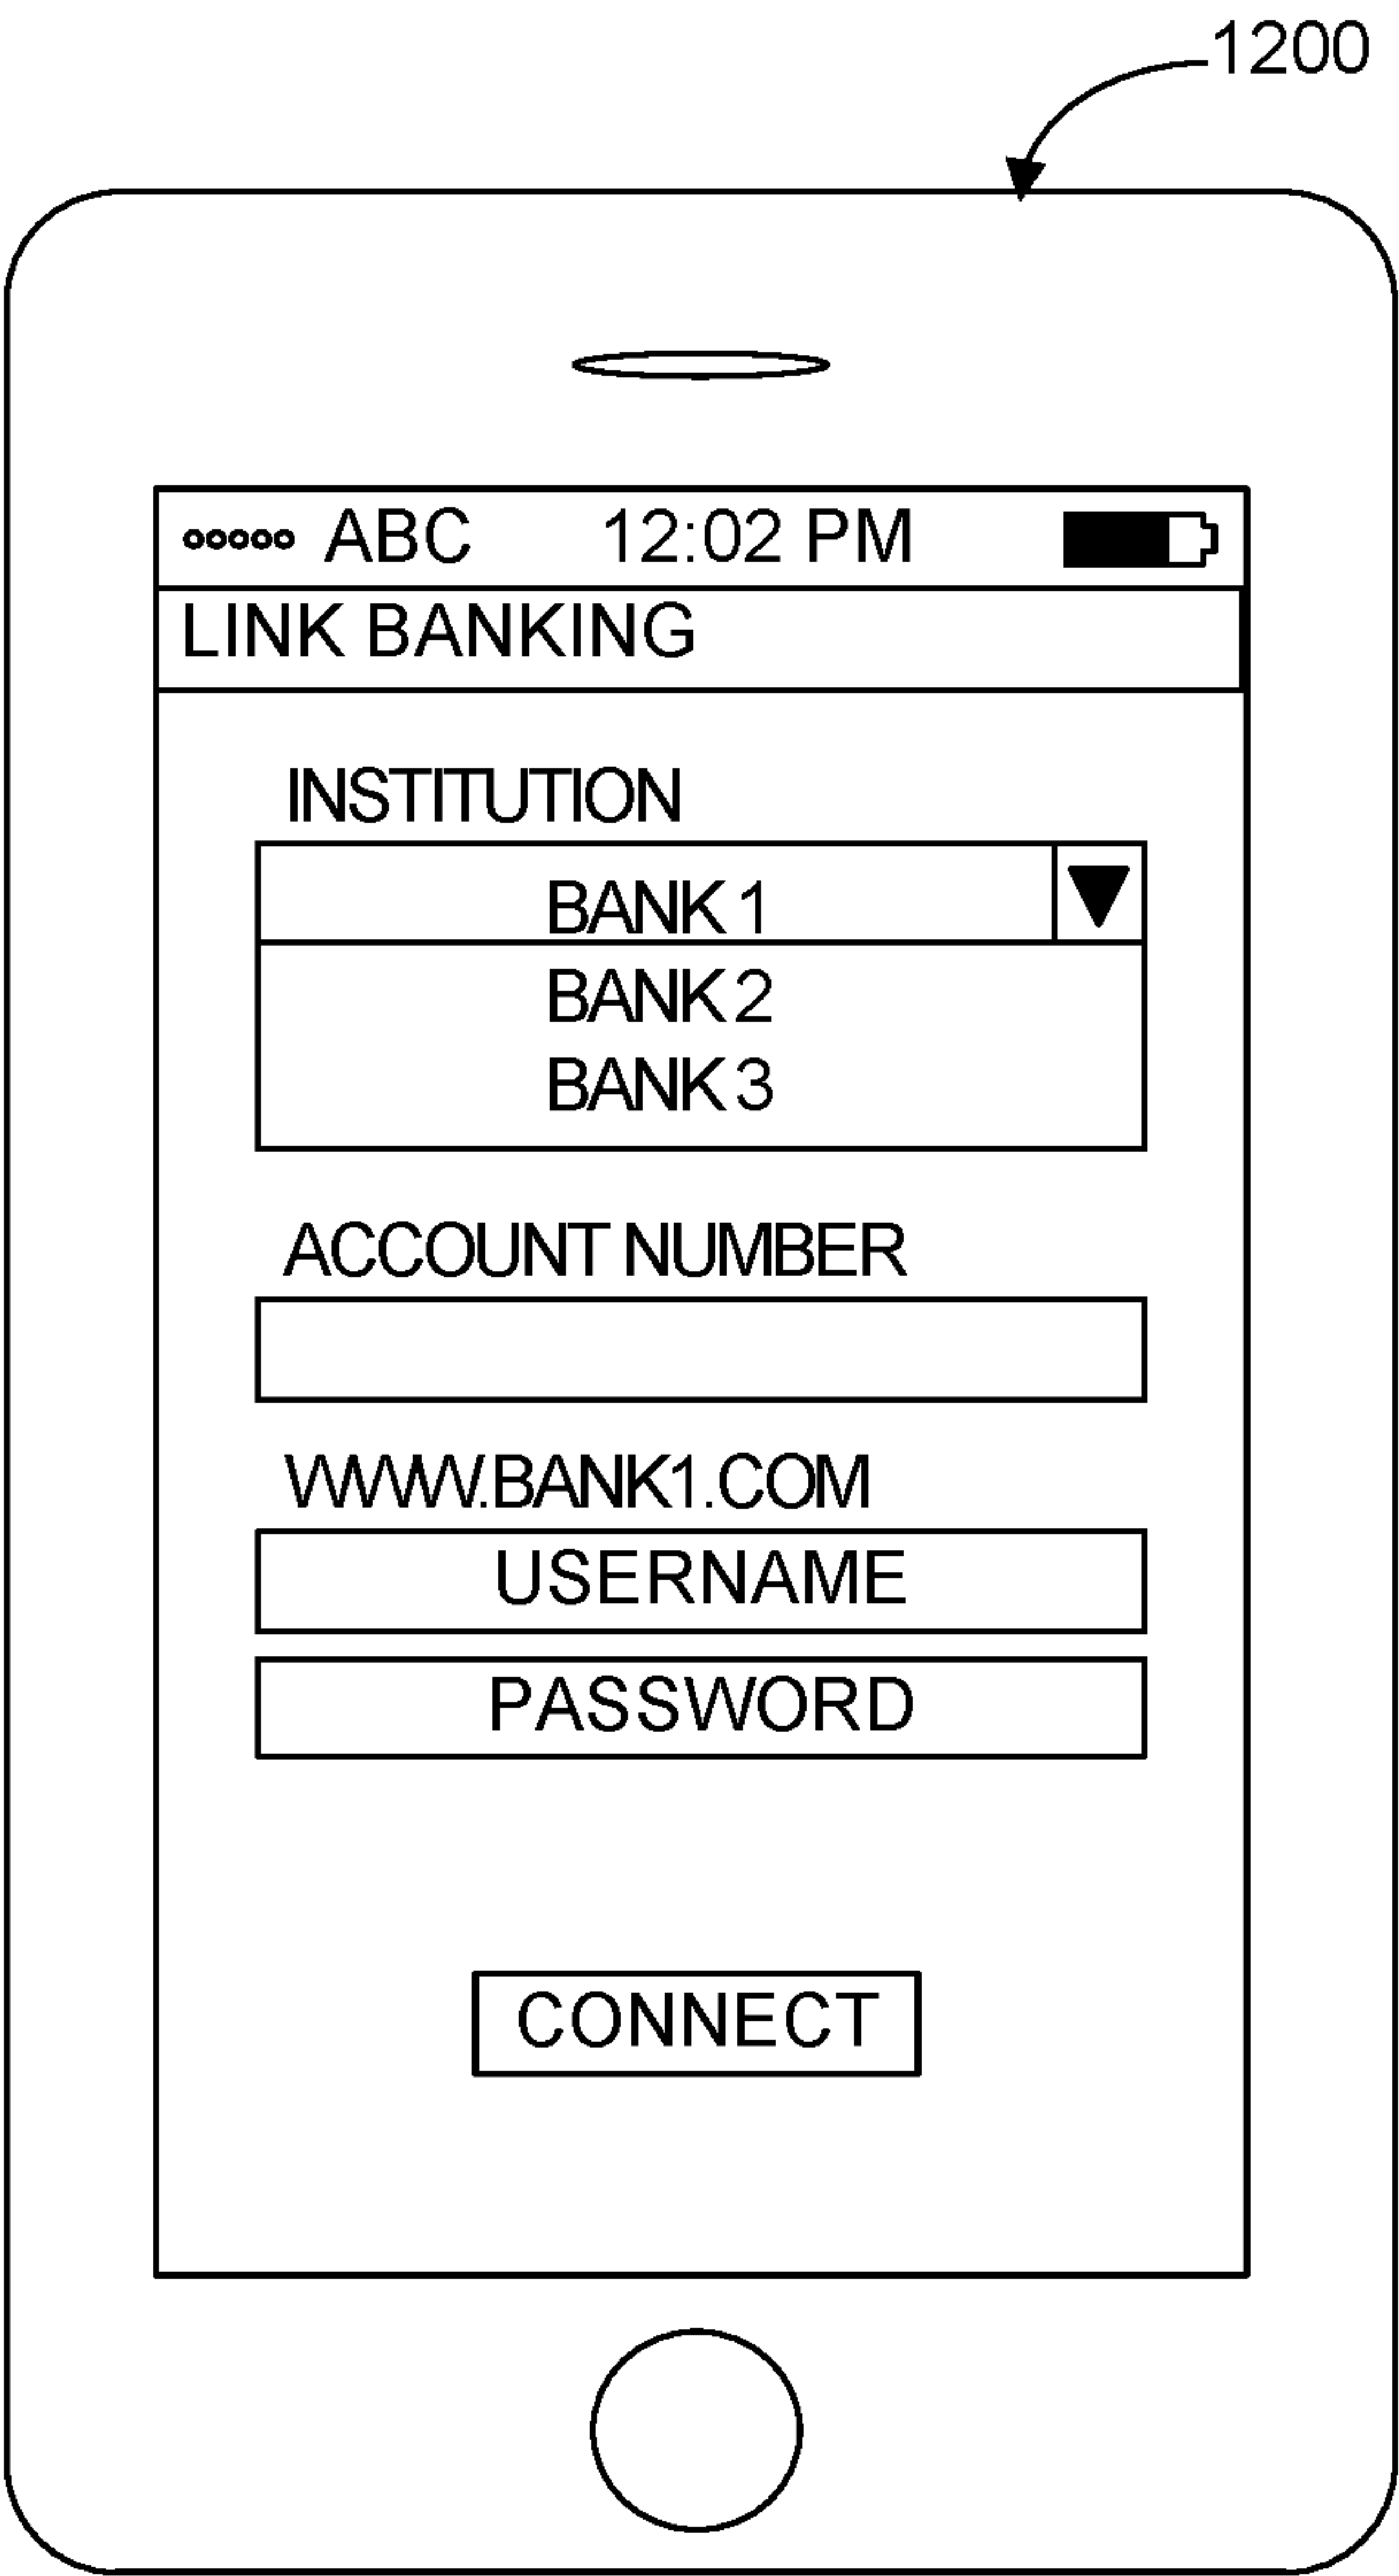 1200
ABC 12:02 PM
LINK BANKING
INSTITUTION
BANK 1
BANK 2
BANK 3
ACCOUNT NUMBER
WWW.BANK1.COM
USERNAME
PASSWORD
CONNECT